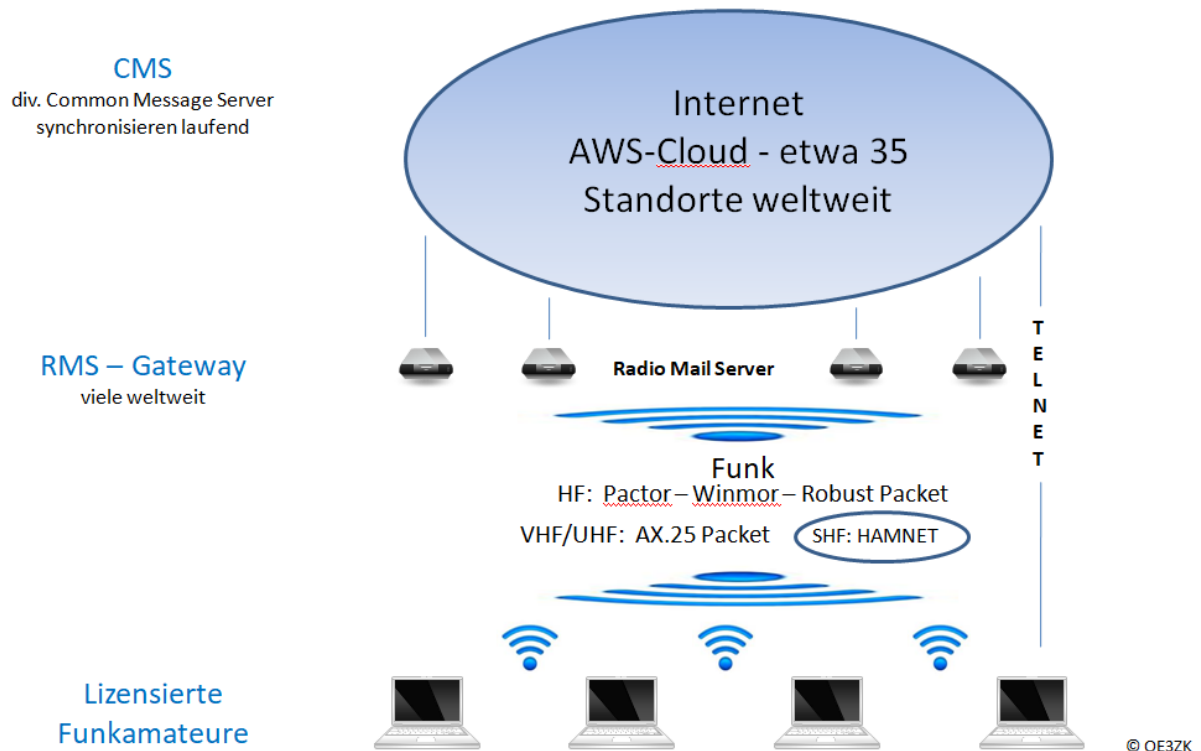 CMS
div. Common Message Server
synchronisieren laufend
Internet
AWS-Cloud - etwa 35
Standorte weltweit
RMS – Gateway
viele weltweit
Radio Mail Server
TELNET
Funk
HF: Pactor – Winmor – Robust Packet
VHF/UHF: AX.25 Packet
SHF: HAMNET
Lizensierte
Funkamateure
© OE3ZK